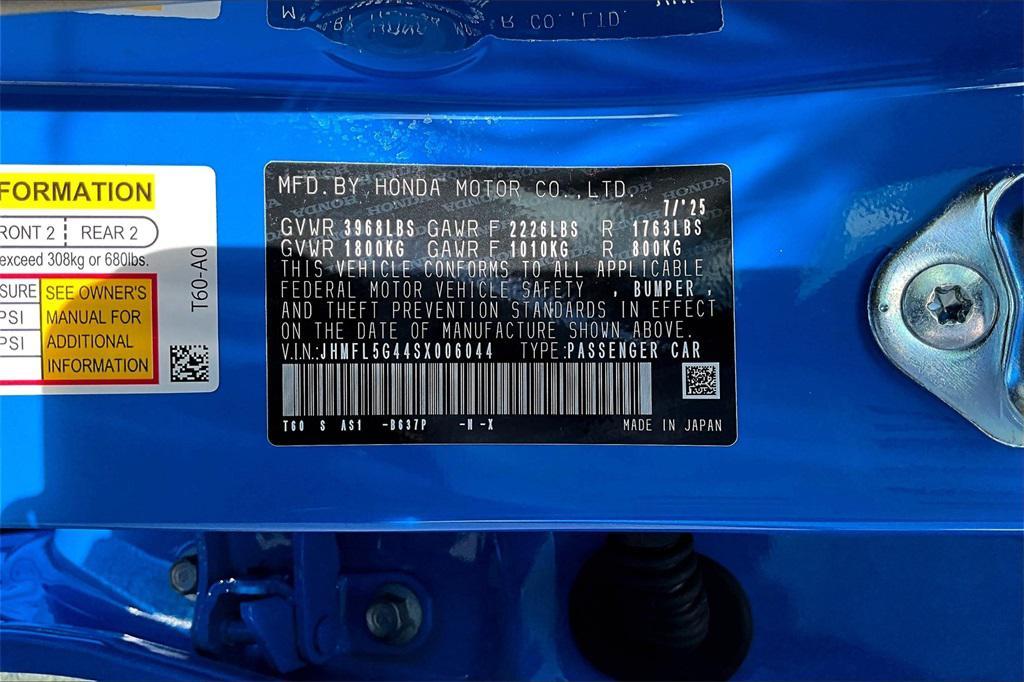 FORMATION
RONT 2 REAR 2
exceed 308kg or 680lbs.
SURE
PSI
PSI
SEE OWNER'S
MANUAL FOR
ADDITIONAL
INFORMATION
T60-A0
MFD.BY HONDA MOTOR CO.,LTD.
7/'25
GVWR 3968LBS GAWR F 2226LBS R 1763LBS
GVWR 1800KG GAWR F 1010KG R 800KG
THIS VEHICLE CONFORMS TO ALL APPLICABLE
FEDERAL MOTOR VEHICLE SAFETY , BUMPER ,
AND THEFT PREVENTION STANDARDS IN EFFECT
ON THE DATE OF MANUFACTURE SHOWN ABOVE.
V.I.N.:JHMFL5G44SX006044 TYPE:PASSENGER CAR
T60 S AS1 -B637P -H -X MADE IN JAPAN